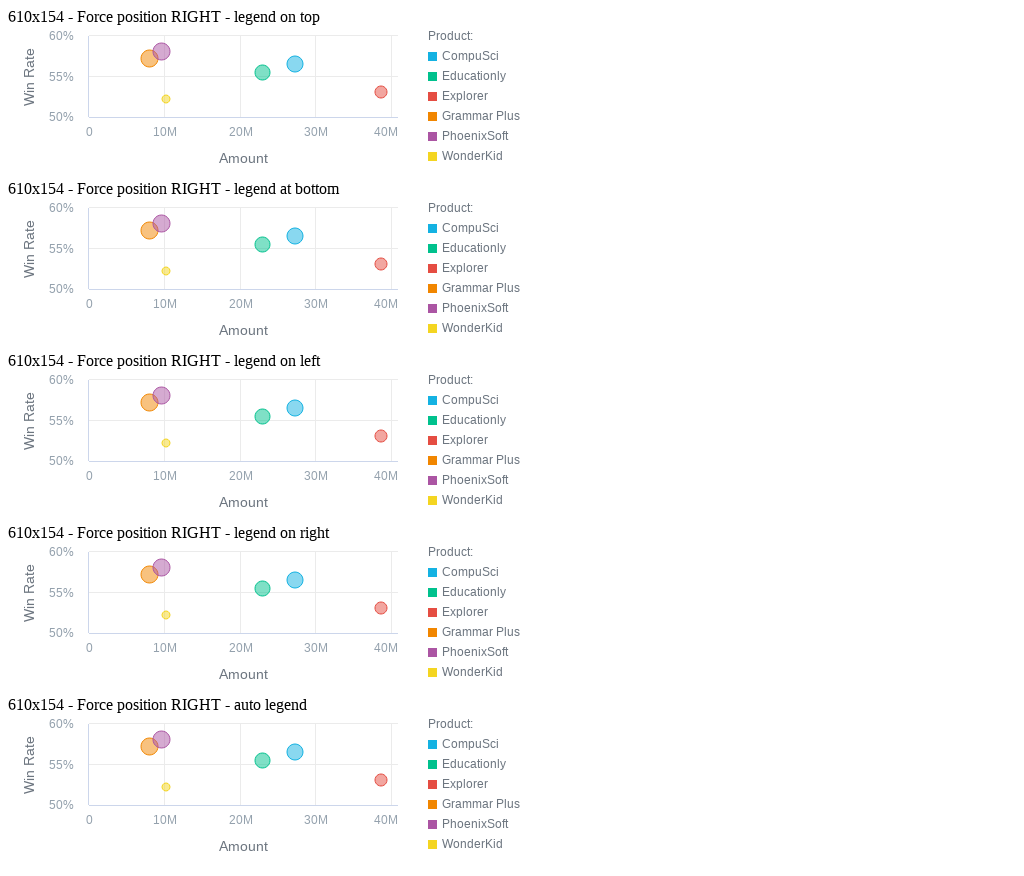 610x154 - Force position RIGHT - legend on top
60%
55%
50%
Win Rate
0 10M 20M 30M 40M
Amount
Product:
CompuSci
Educationly
Explorer
Grammar Plus
PhoenixSoft
WonderKid
610x154 - Force position RIGHT - legend at bottom
60%
55%
50%
Win Rate
0 10M 20M 30M 40M
Amount
Product:
CompuSci
Educationly
Explorer
Grammar Plus
PhoenixSoft
WonderKid
610x154 - Force position RIGHT - legend on left
60%
55%
50%
Win Rate
0 10M 20M 30M 40M
Amount
Product:
CompuSci
Educationly
Explorer
Grammar Plus
PhoenixSoft
WonderKid
610x154 - Force position RIGHT - legend on right
60%
55%
50%
Win Rate
0 10M 20M 30M 40M
Amount
Product:
CompuSci
Educationly
Explorer
Grammar Plus
PhoenixSoft
WonderKid
610x154 - Force position RIGHT - auto legend
60%
55%
50%
Win Rate
0 10M 20M 30M 40M
Amount
Product:
CompuSci
Educationly
Explorer
Grammar Plus
PhoenixSoft
WonderKid